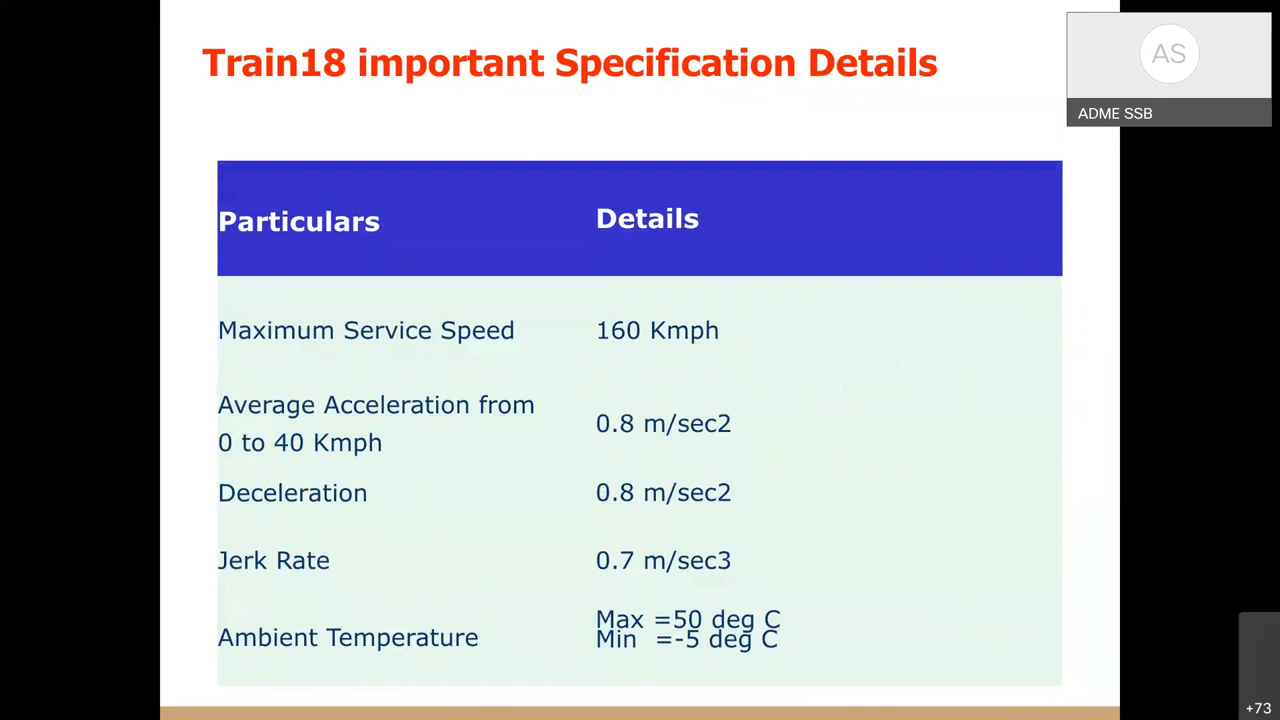 Train18 important Specification Details
AS
ADME SSB
Particulars Details
Maximum Service Speed 160 Kmph
Average Acceleration from
0 to 40 Kmph
0.8 m/sec2
Deceleration 0.8 m/sec2
Jerk Rate 0.7 m/sec3
Ambient Temperature
Max =50 deg C
Min =-5 deg C
+73